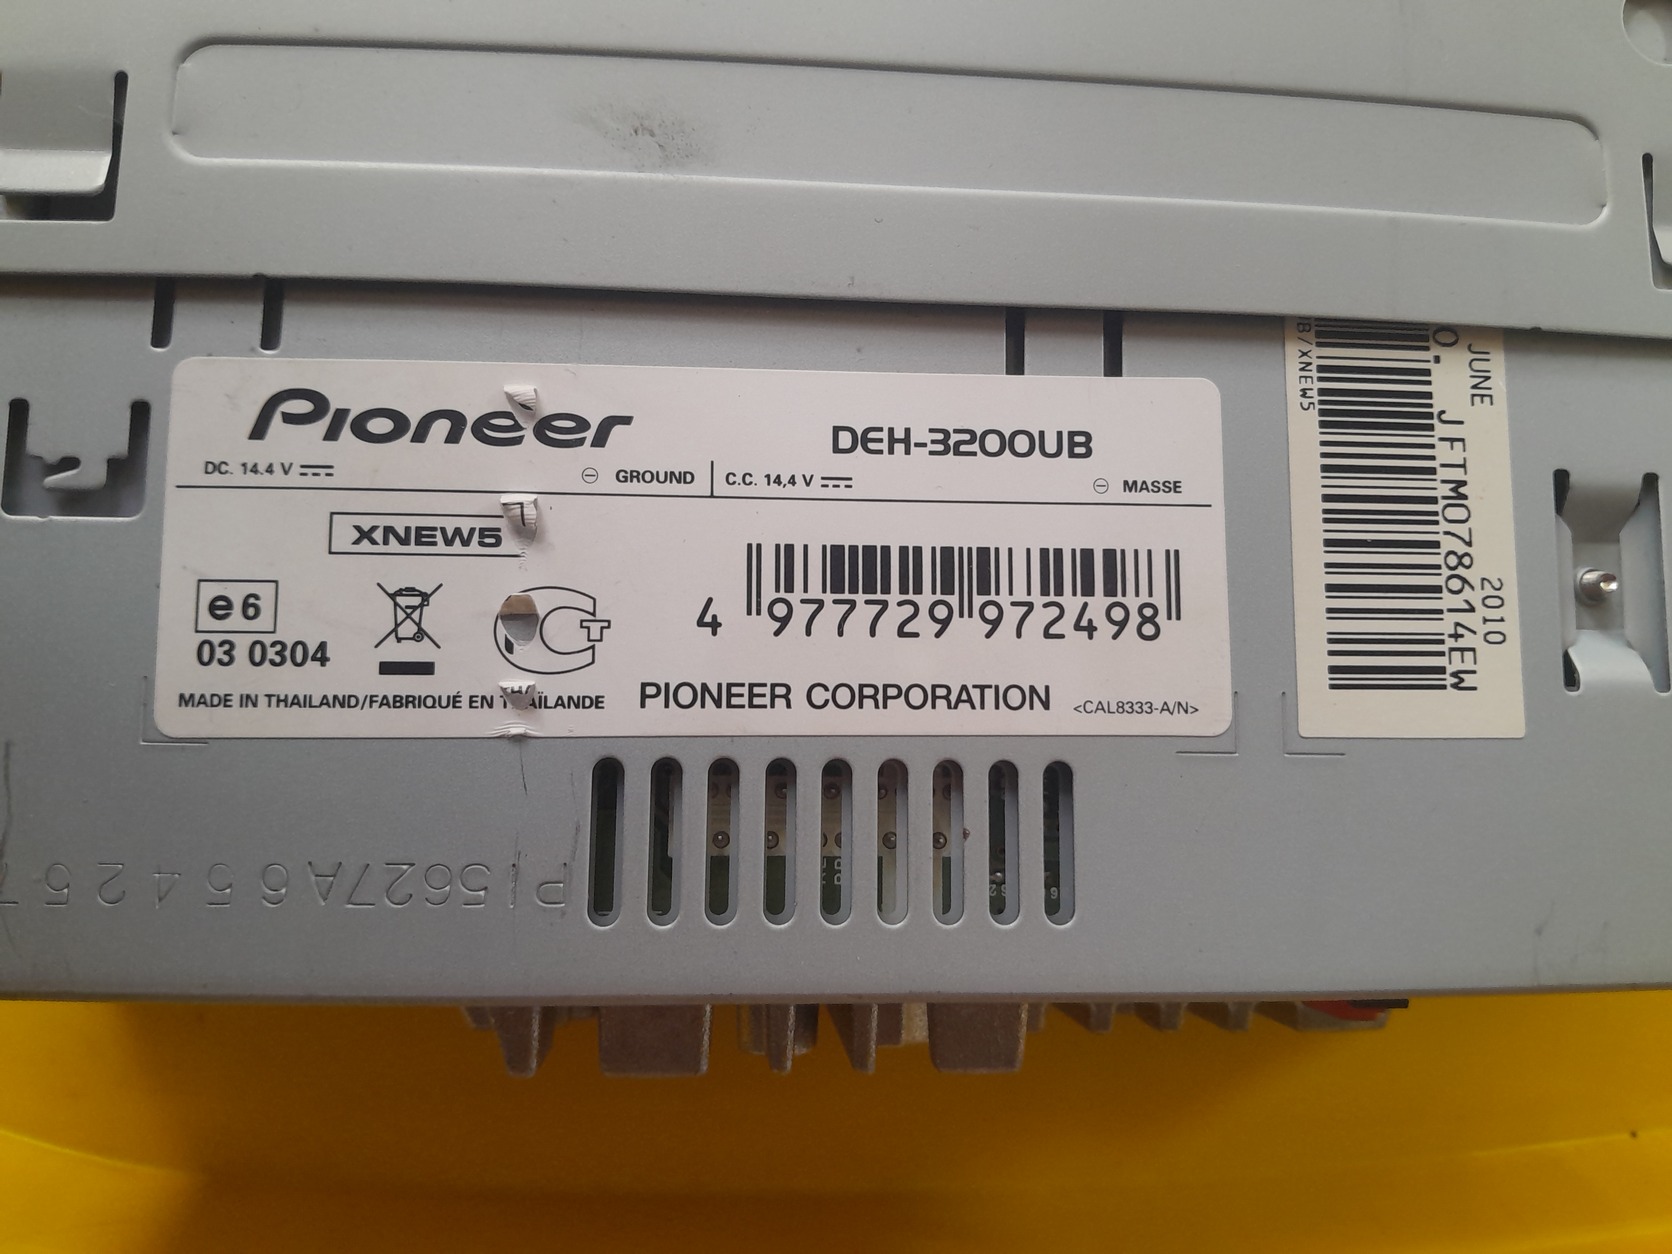 Pioneer
DEH-3200UB
DC. 14.4 V
GROUND
C.C. 14,4 V
MASSE
XNEW5
e6
03 0304
4 977729 972498
MADE IN THAILAND/FABRIQUÉ EN THAÏLANDE
PIONEER CORPORATION
<CAL8333-A/N>
JUNE 2010
O. JFTM078614EW
B/XNEW5
P15627A654257